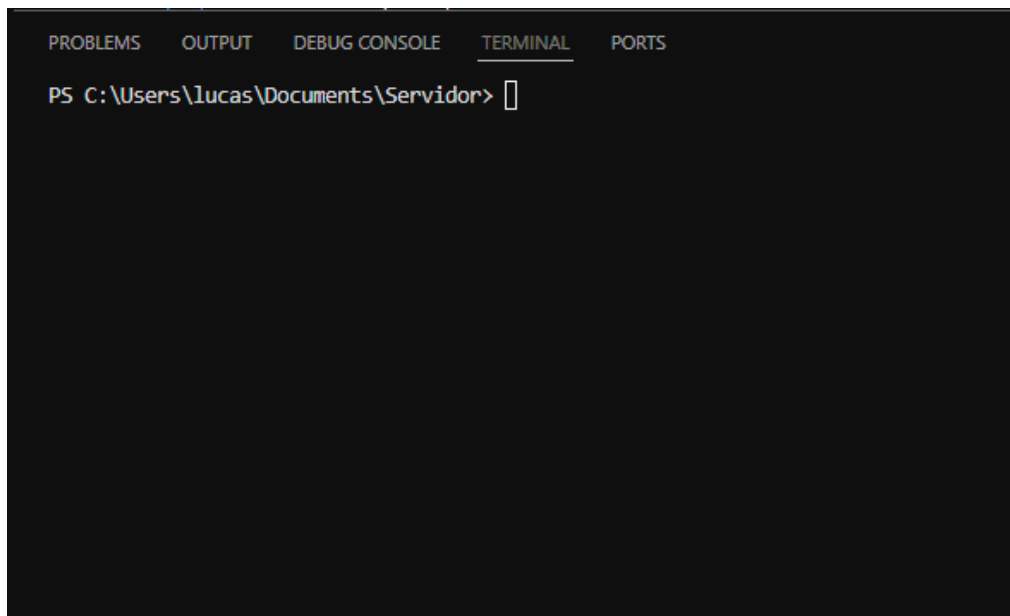 PROBLEMS OUTPUT DEBUG CONSOLE TERMINAL PORTS
PS C:\Users\lucas\Documents\Servidor>